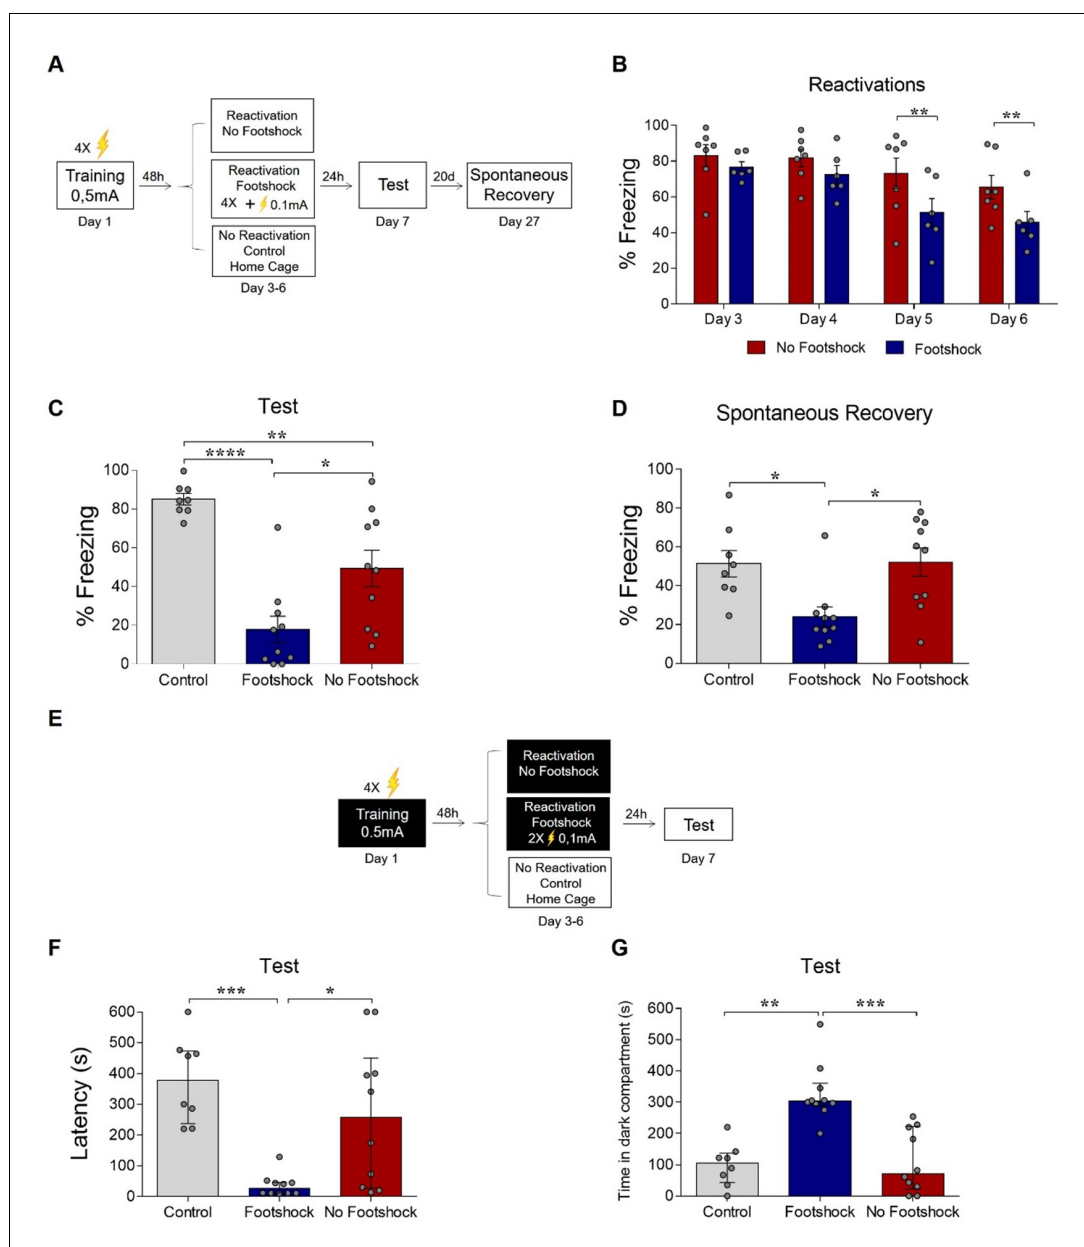 A
4X
Training
0,5mA
Day 1
48h
Reactivation
No Footshock
Reactivation
Footshock
4X + 0.1mA
No Reactivation
Control
Home Cage
Day 3-6
24h
Test
Day 7
20d
Spontaneous
Recovery
Day 27
B
Reactivations
% Freezing
100
80
60
40
20
0
**
**
Day 3
Day 4
Day 5
Day 6
No Footshock
Footshock
C
Test
% Freezing
100
80
60
40
20
0
**
****
*
Control
Footshock
No Footshock
D
Spontaneous Recovery
% Freezing
100
80
60
40
20
0
*
*
Control
Footshock
No Footshock
E
4X
Training
0.5mA
Day 1
48h
Reactivation
No Footshock
Reactivation
Footshock
2X 0,1mA
No Reactivation
Control
Home Cage
Day 3-6
24h
Test
Day 7
F
Test
Latency (s)
600
500
400
300
200
100
0
***
*
Control
Footshock
No Footshock
G
Test
Time in dark compartment (s)
600
500
400
300
200
100
0
**
***
Control
Footshock
No Footshock